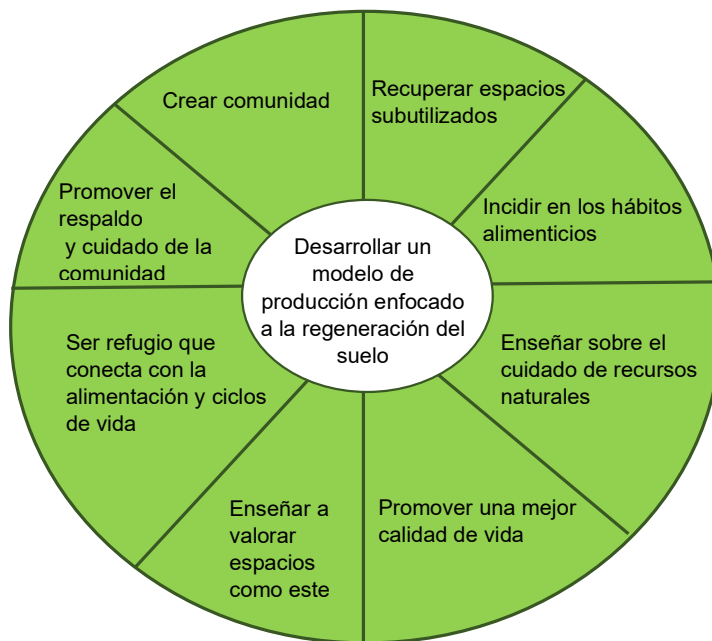 Crear comunidad
Recuperar espacios
subutilizados
Incidir en los hábitos
alimenticios
Enseñar sobre el
cuidado de recursos
naturales
Promover una mejor
calidad de vida
Enseñar a
valorar
espacios
como este
Ser refugio que
conecta con la
alimentación y ciclos
de vida
Promover el
respaldo
y cuidado de la
comunidad
Desarrollar un
modelo de
producción enfocado
a la regeneración del
suelo